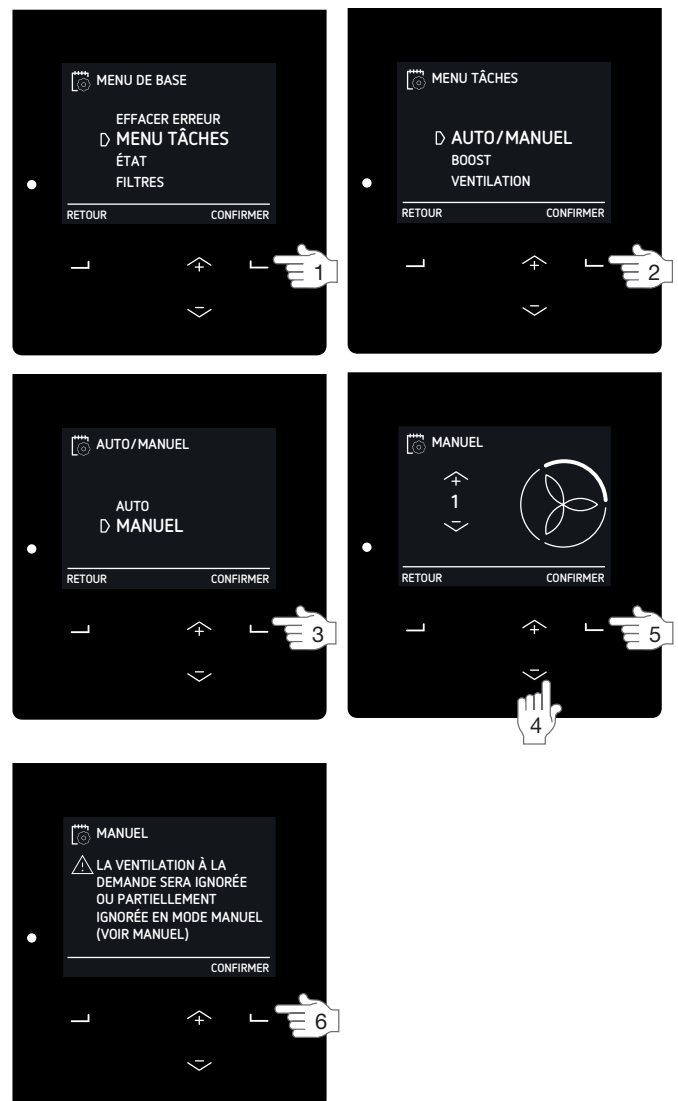 MENU DE BASE
EFFACER ERREUR
MENU TÂCHES
ÉTAT
FILTRES
RETOUR CONFIRMER
1
MENU TÂCHES
AUTO/MANUEL
BOOST
VENTILATION
RETOUR CONFIRMER
2
AUTO/MANUEL
AUTO
MANUEL
RETOUR CONFIRMER
3
MANUEL
1
RETOUR CONFIRMER
5
4
MANUEL
LA VENTILATION À LA
DEMANDE SERA IGNORÉE
OU PARTIELLEMENT
IGNORÉE EN MODE MANUEL
(VOIR MANUEL)
CONFIRMER
6